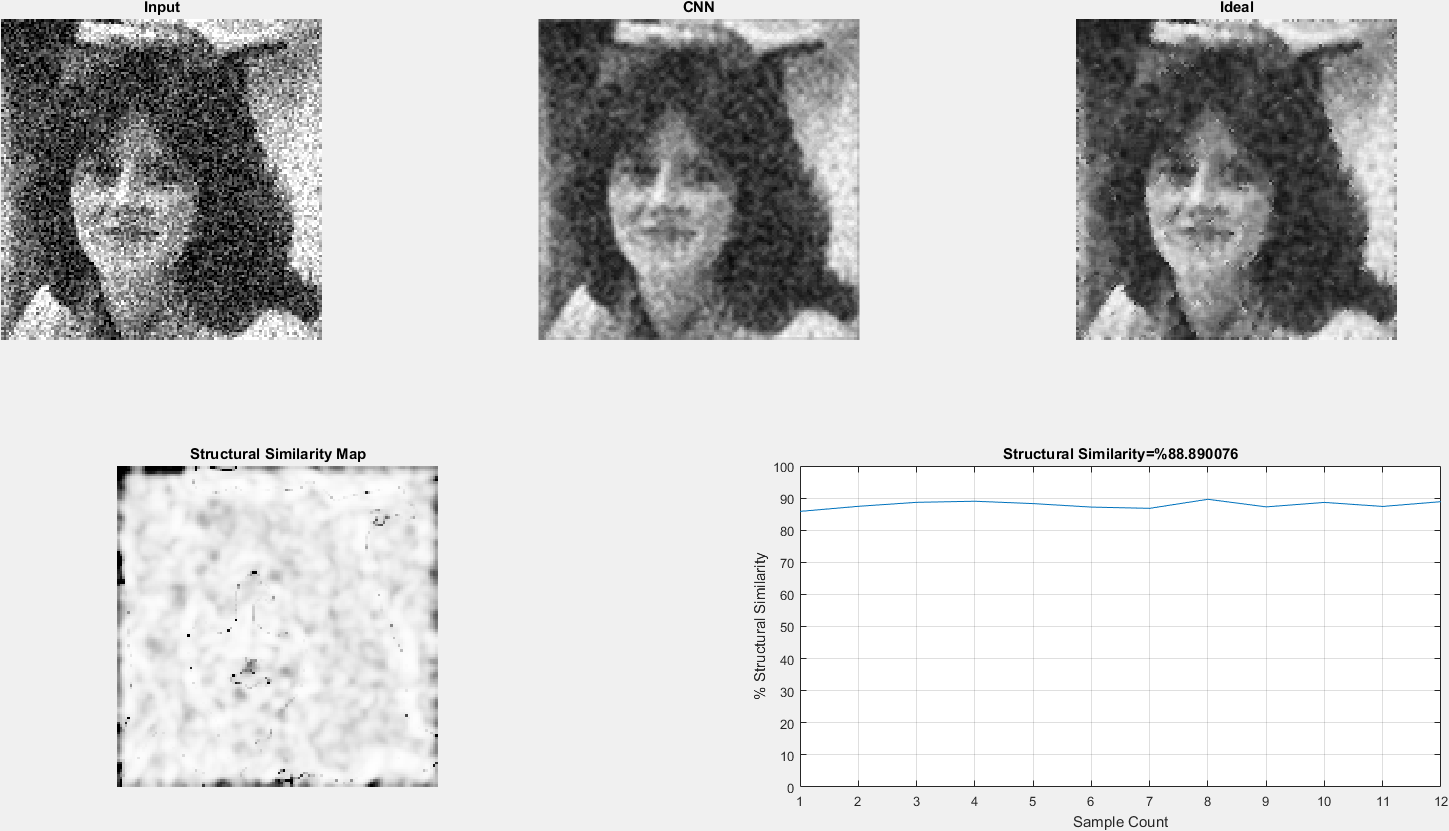 Input
CNN
Ideal
Structural Similarity Map
Structural Similarity=%88.890076
100
90
80
70
60
50
40
30
20
10
0
% Structural Similarity
1 2 3 4 5 6 7 8 9 10 11 12
Sample Count